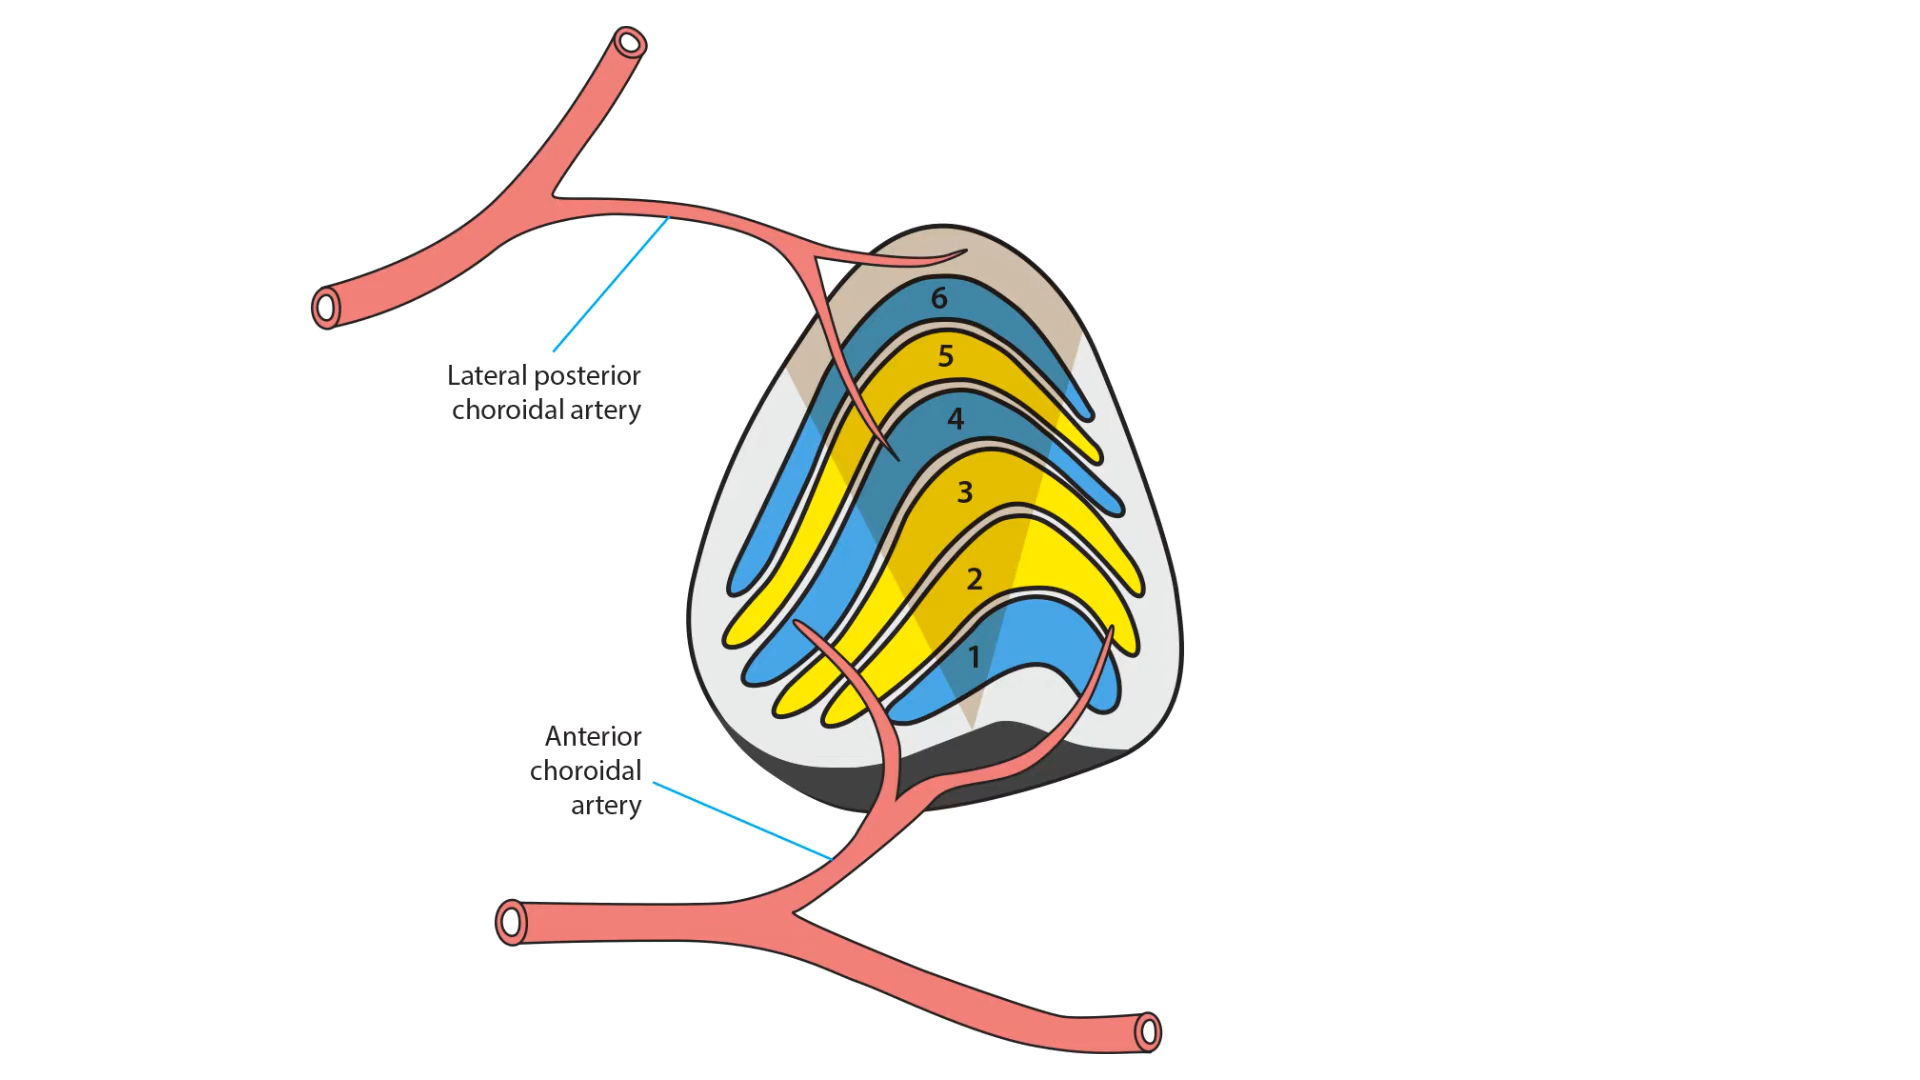 6
5
4
3
2
1
Lateral posterior
choroidal artery
Anterior
choroidal
artery